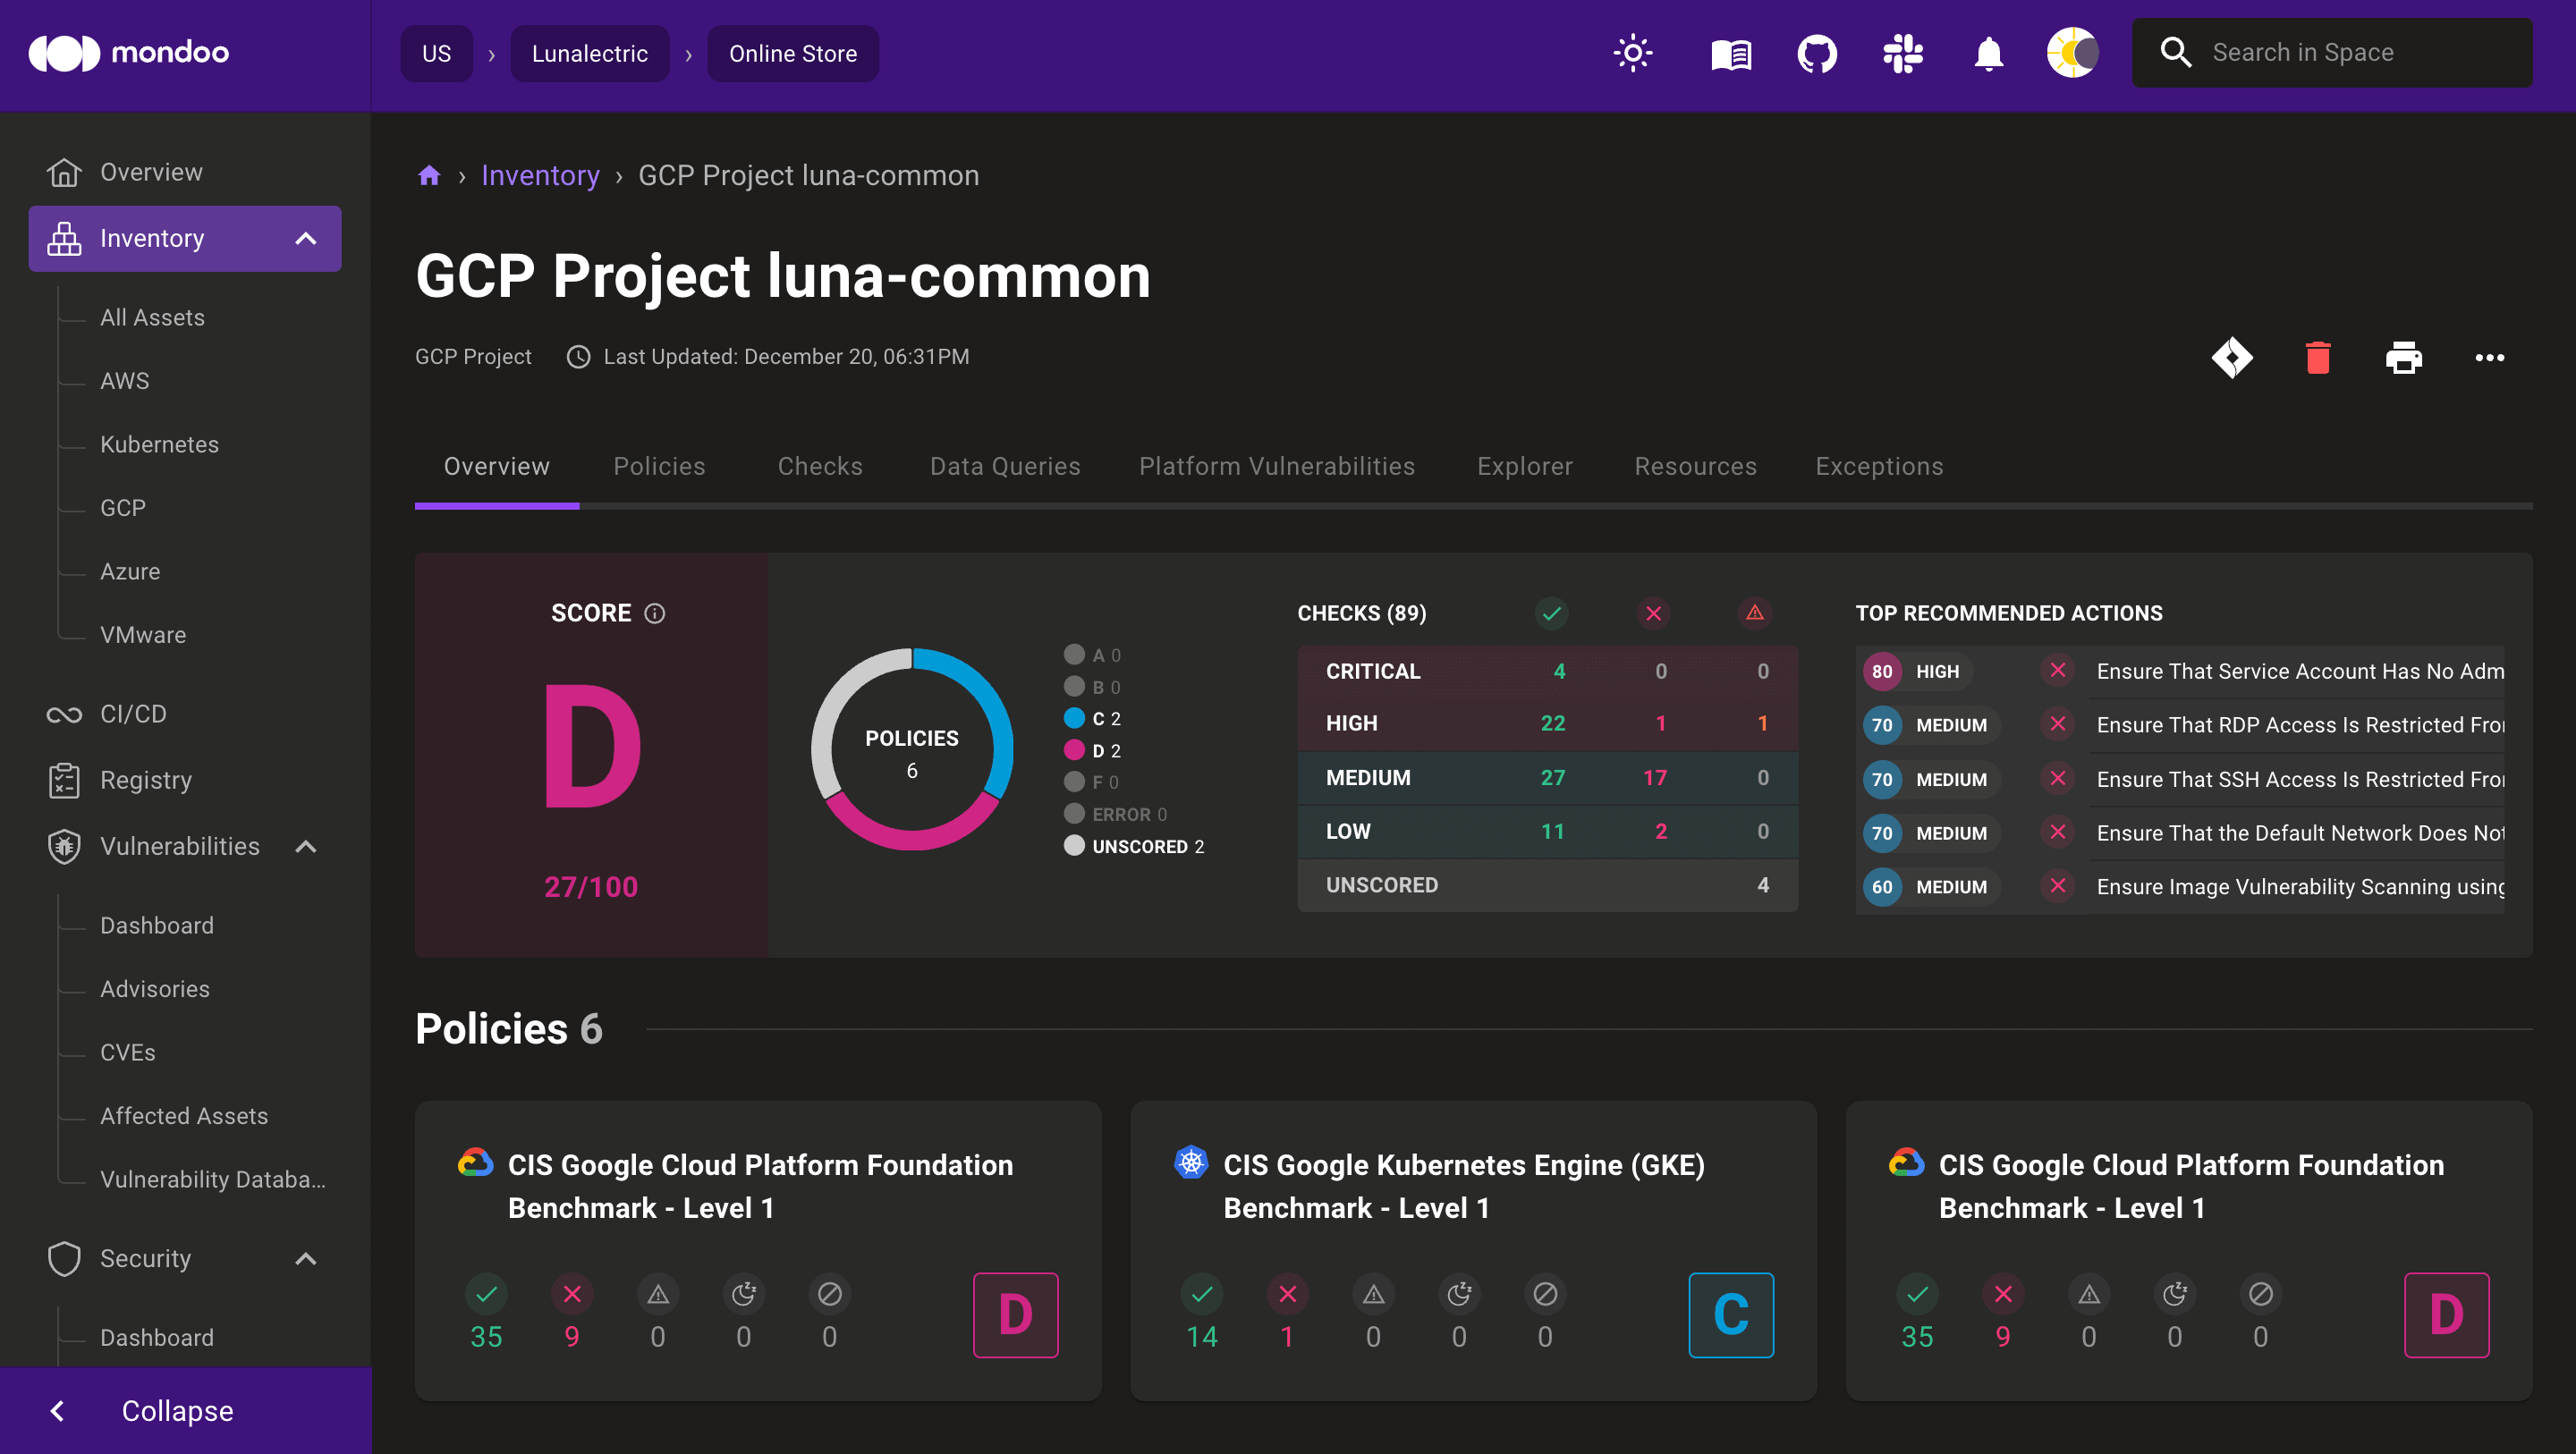 mondoo
US › Lunalectric › Online Store
Search in Space
Overview
Inventory
All Assets
AWS
Kubernetes
GCP
Azure
VMware
CI/CD
Registry
Vulnerabilities
Dashboard
Advisories
CVEs
Affected Assets
Vulnerability Databa...
Security
Dashboard
Collapse
› Inventory › GCP Project luna-common
GCP Project luna-common
GCP Project Last Updated: December 20, 06:31PM
Overview Policies Checks Data Queries Platform Vulnerabilities Explorer Resources Exceptions
SCORE
D
27/100
POLICIES
6
A 0
B 0
C 2
D 2
F 0
ERROR 0
UNSCORED 2
CHECKS (89)
CRITICAL 4 0 0
HIGH 22 1 1
MEDIUM 27 17 0
LOW 11 2 0
UNSCORED 4
TOP RECOMMENDED ACTIONS
80 HIGH Ensure That Service Account Has No Adm
70 MEDIUM Ensure That RDP Access Is Restricted Fro
70 MEDIUM Ensure That SSH Access Is Restricted Fro
70 MEDIUM Ensure That the Default Network Does Not
60 MEDIUM Ensure Image Vulnerability Scanning using
Policies 6
CIS Google Cloud Platform Foundation
Benchmark - Level 1
35 9 0 0 0
D
CIS Google Kubernetes Engine (GKE)
Benchmark - Level 1
14 1 0 0 0
C
CIS Google Cloud Platform Foundation
Benchmark - Level 1
35 9 0 0 0
D